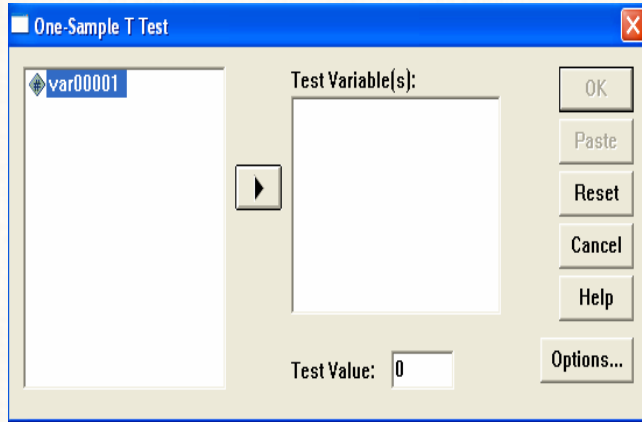 One-Sample T Test
var00001
Test Variable(s):
OK
Paste
Reset
Cancel
Help
Test Value: 0
Options...